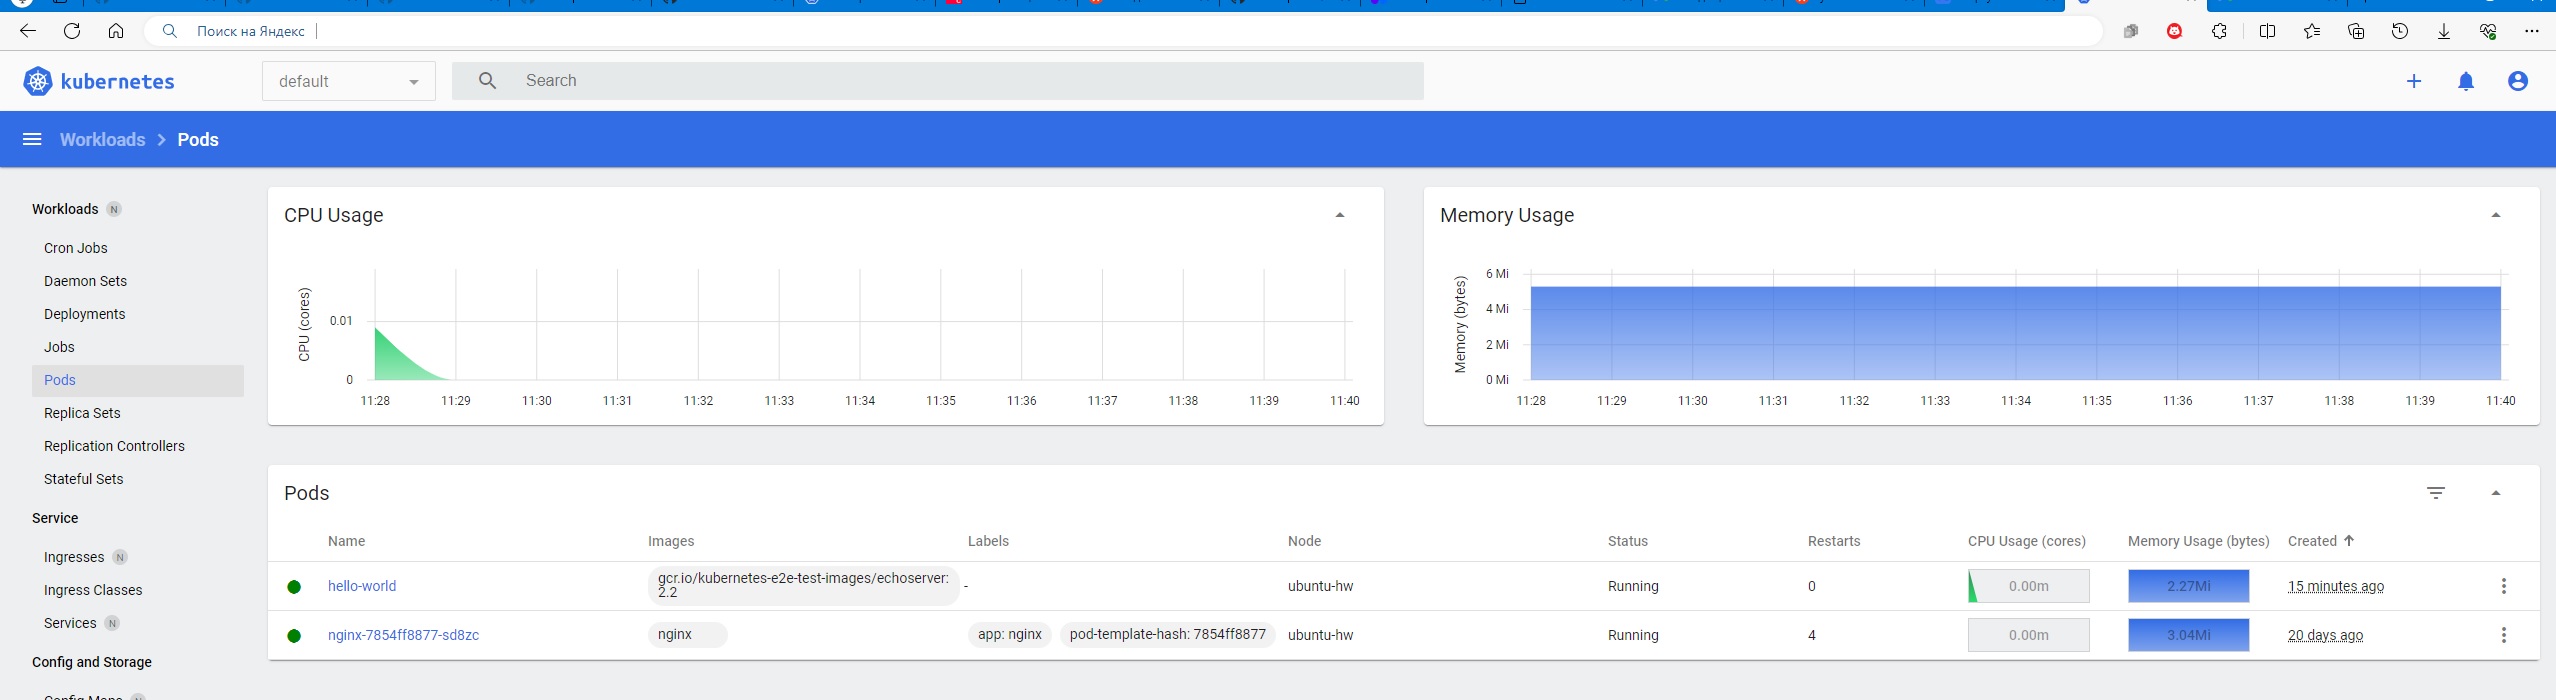 Поиск на Яндекс
kubernetes
default
Search
Workloads > Pods
Workloads N
Cron Jobs
Daemon Sets
Deployments
Jobs
Pods
Replica Sets
Replication Controllers
Stateful Sets
Service
Ingresses N
Ingress Classes
Services N
Config and Storage
CPU Usage
CPU (cores)
0.01
0
11:28 11:29 11:30 11:31 11:32 11:33 11:34 11:35 11:36 11:37 11:38 11:39 11:40
Memory Usage
Memory (bytes)
6 Mi
4 Mi
2 Mi
0 Mi
11:28 11:29 11:30 11:31 11:32 11:33 11:34 11:35 11:36 11:37 11:38 11:39 11:40
Pods
Name Images Labels Node Status Restarts CPU Usage (cores) Memory Usage (bytes) Created
hello-world gcr.io/kubernetes-e2e-test-images/echoserver:
2.2 - ubuntu-hw Running 0 0.00m 2.27Mi 15 minutes ago
nginx-7854ff8877-sd8zc nginx app: nginx pod-template-hash: 7854ff8877 ubuntu-hw Running 4 0.00m 3.04Mi 20 days ago